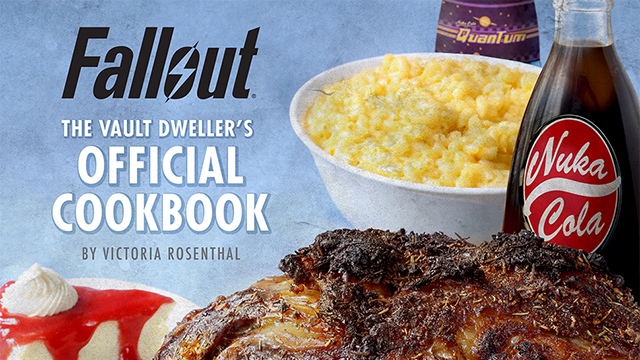 Quantum
Fallout®
THE VAULT DWELLER'S
OFFICIAL
COOKBOOK
BY VICTORIA ROSENTHAL
Nuka
Cola